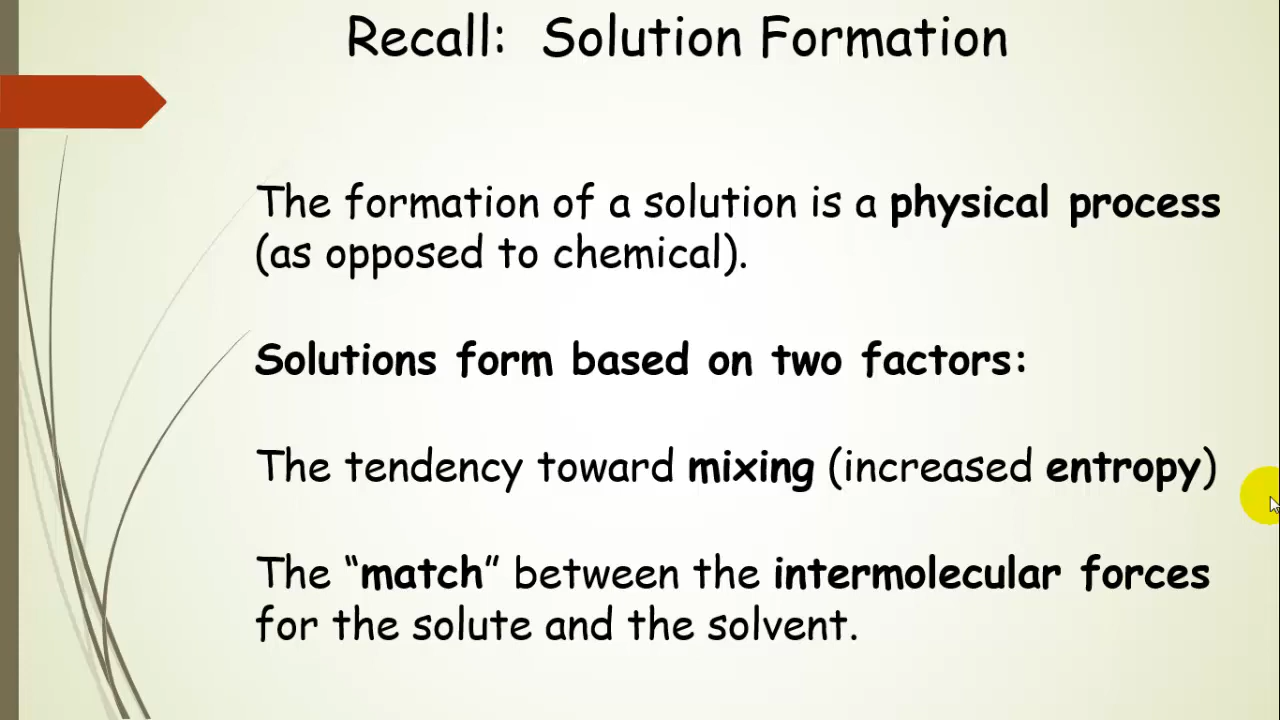 Recall: Solution Formation
The formation of a solution is a physical process
(as opposed to chemical).
Solutions form based on two factors:
The tendency toward mixing (increased entropy)
The “match” between the intermolecular forces
for the solute and the solvent.